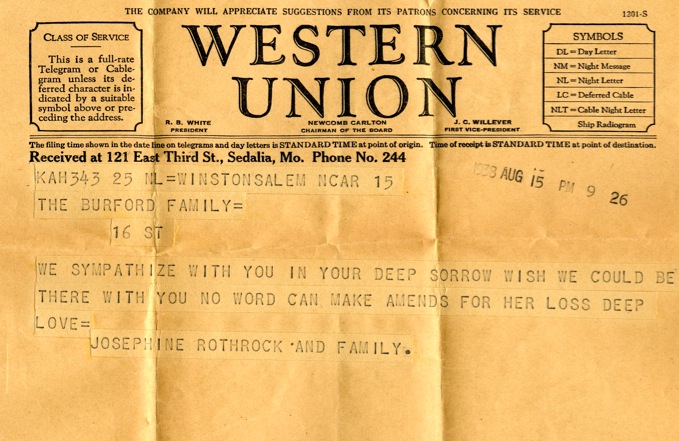 THE COMPANY WILL APPRECIATE SUGGESTIONS FROM ITS PATRONS CONCERNING ITS SERVICE
1201-S
CLASS OF SERVICE
This is a full-rate
Telegram or Cable-
gram unless its de-
ferred character is in-
dicated by a suitable
symbol above or pre-
ceding the address.
WESTERN
UNION
R. B. WHITE
PRESIDENT
NEWCOMB CARLTON
CHAIRMAN OF THE BOARD
J. C. WILLEVER
FIRST VICE-PRESIDENT
SYMBOLS
DL = Day Letter
NM = Night Message
NL = Night Letter
LC = Deferred Cable
NLT = Cable Night Letter
Ship Radiogram
The filing time shown in the date line on telegrams and day letters is STANDARD TIME at point of origin. Time of receipt is STANDARD TIME at point of destination.
Received at 121 East Third St., Sedalia, Mo. Phone No. 244
AUG 15 PM 9 26
KAH343 25 NL=WINSTONSALEM NCAR 15
THE BURFORD FAMILY=
16 ST
WE SYMPATHIZE WITH YOU IN YOUR DEEP SORROW WISH WE COULD BE
THERE WITH YOU NO WORD CAN MAKE AMENDS FOR HER LOSS DEEP
LOVE=
JOSEPHINE ROTHROCK AND FAMILY.